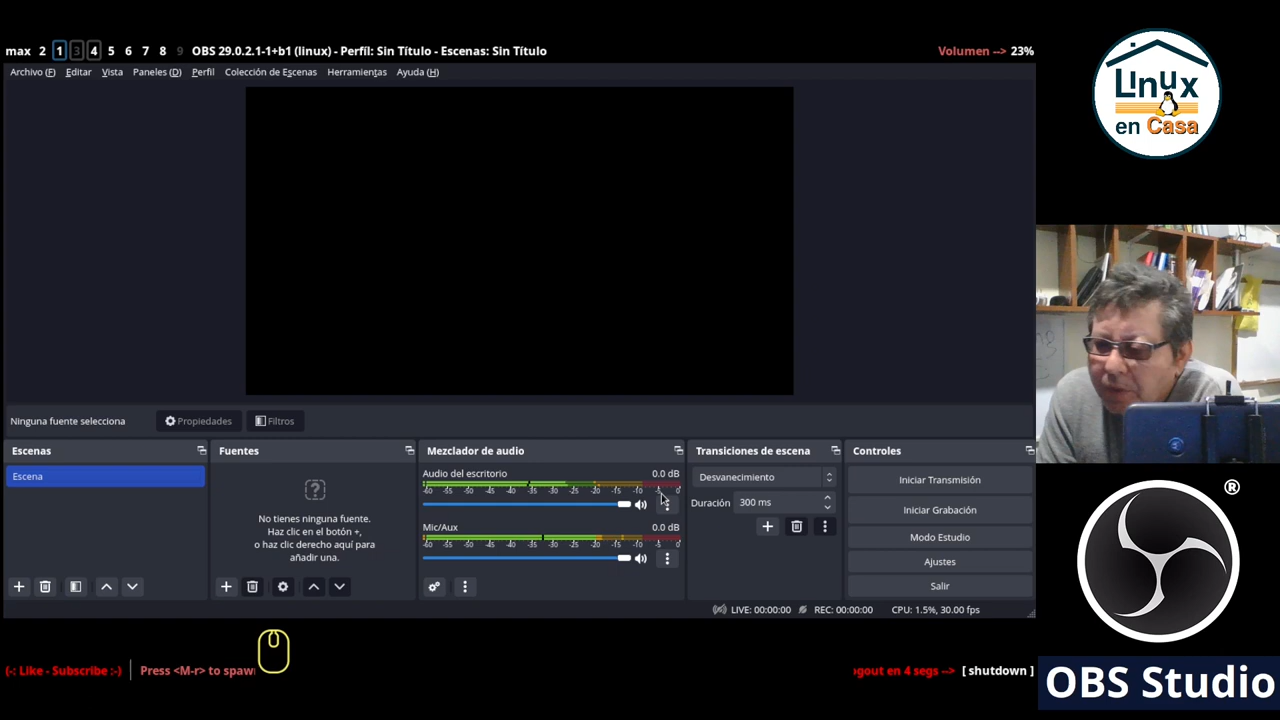 max 2 1 3 4 5 6 7 8 9 OBS 29.0.2.1-1+b1 (linux) - Perfil: Sin Título - Escenas: Sin Título
Volumen --> 23%
Archivo (F) Editar Vista Paneles (D) Perfil Colección de Escenas Herramientas Ayuda (H)
Linux
en Casa
Ninguna fuente selecciona
Propiedades
Filtros
Escenas
Escena
Fuentes
No tienes ninguna fuente.
Haz clic en el botón +,
o haz clic derecho aquí para
añadir una.
Mezclador de audio
Audio del escritorio 0.0 dB
-60 -55 -50 -45 -40 -35 -30 -25 -20 -15 -10 -5 0
Mic/Aux 0.0 dB
-60 -55 -50 -45 -40 -35 -30 -25 -20 -15 -10 -5 0
Transiciones de escena
Desvanecimiento
Duración 300 ms
Controles
Iniciar Transmisión
Iniciar Grabación
Modo Estudio
Ajustes
Salir
LIVE: 00:00:00 REC: 00:00:00 CPU: 1.5%, 30.00 fps
(-: Like - Subscribe :-) Press <M-r> to spaw
gout en 4 segs --> [ shutdown ]
®
OBS Studio